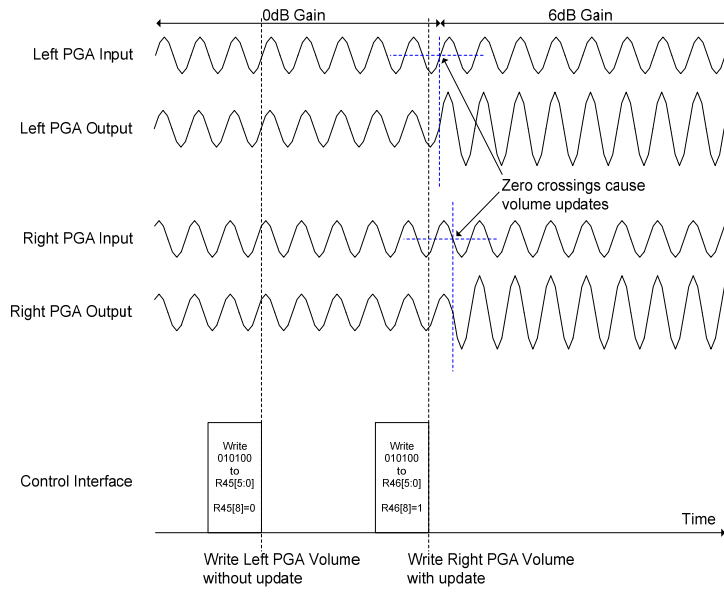 0dB Gain
6dB Gain
Left PGA Input
Left PGA Output
Zero crossings cause
volume updates
Right PGA Input
Right PGA Output
Write
010100
to
R45[5:0]
R45[8]=0
Write
010100
to
R46[5:0]
R46[8]=1
Control Interface
Time
Write Left PGA Volume
without update
Write Right PGA Volume
with update